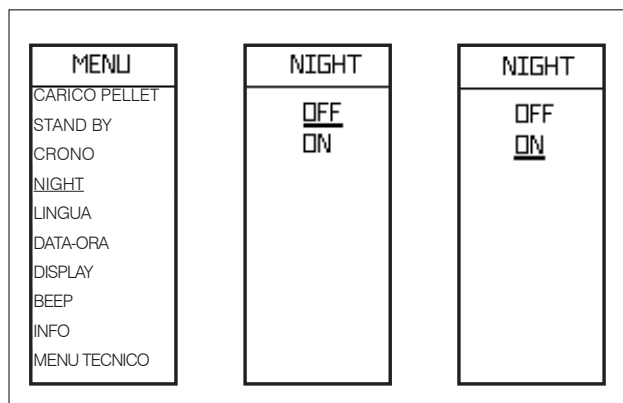 MENU
CARICO PELLET
STAND BY
CRONO
NIGHT
LINGUA
DATA-ORA
DISPLAY
BEEP
INFO
MENU TECNICO
NIGHT
OFF
ON
NIGHT
OFF
ON